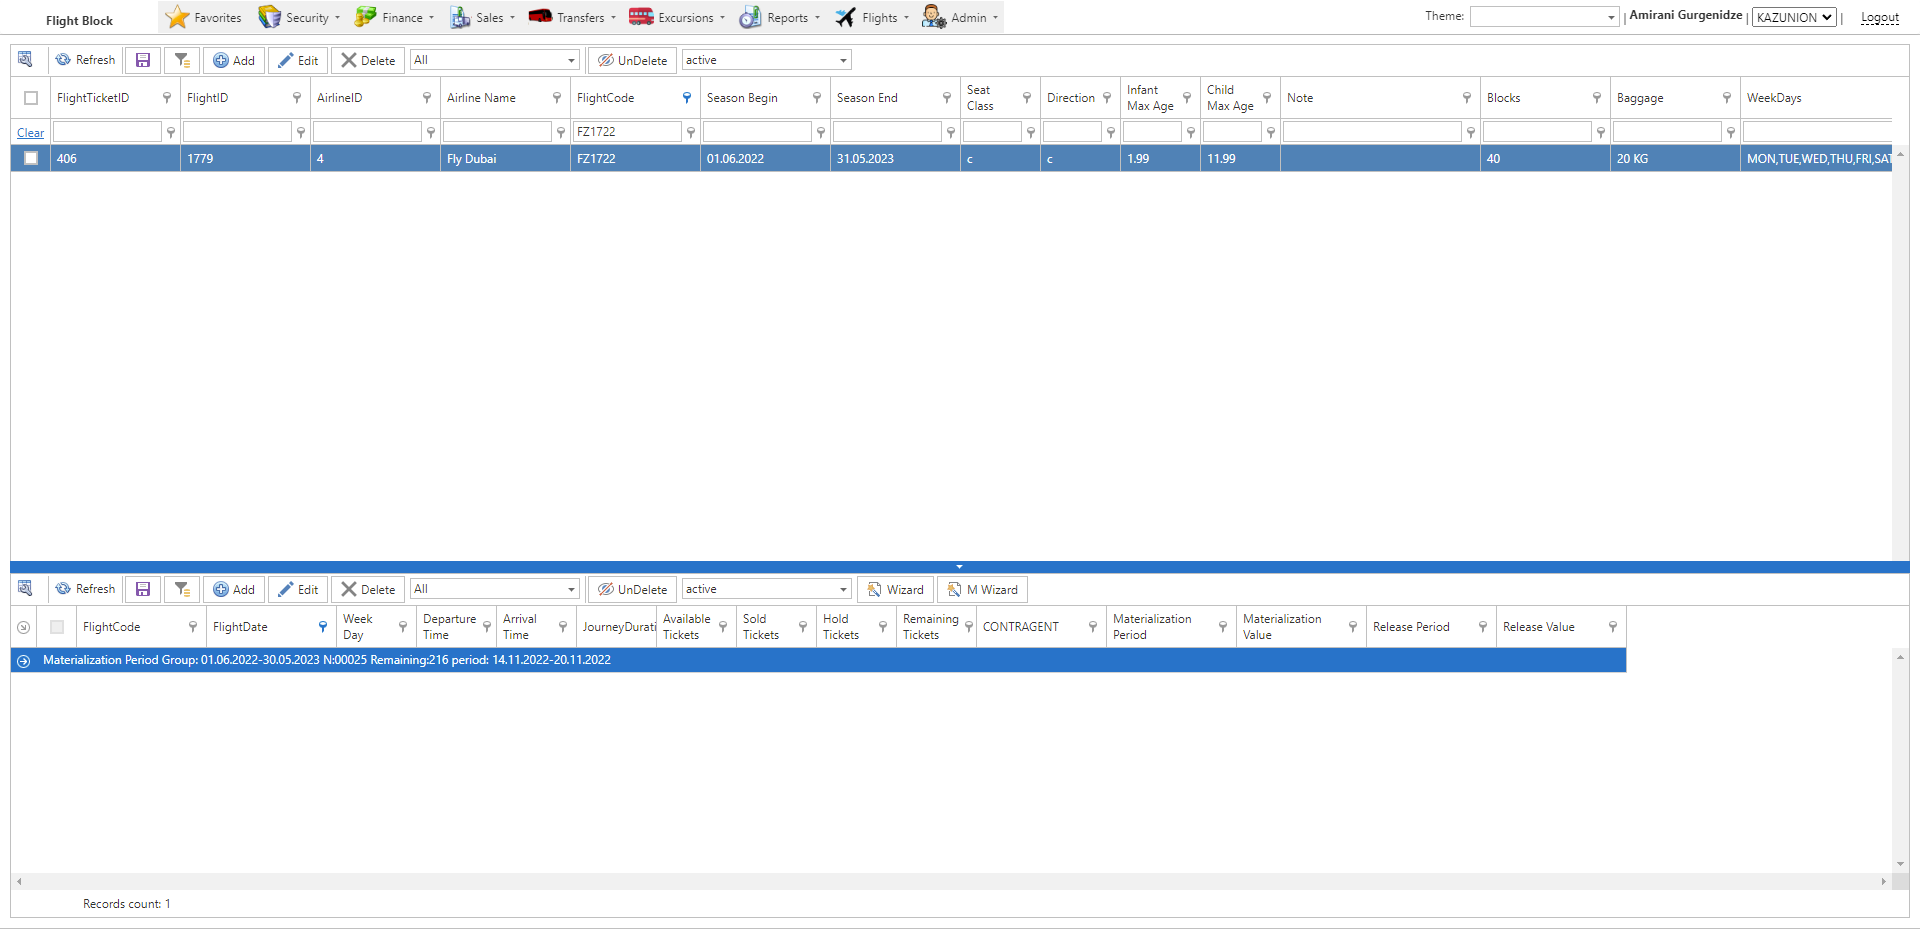 Flight Block
Favorites Security Finance Sales Transfers Excursions Reports Flights Admin
Theme: | Amirani Gurgenidze | KAZUNION | Logout
Refresh Add Edit Delete All UnDelete active
FlightTicketID FlightID AirlineID Airline Name FlightCode Season Begin Season End Seat Class Direction Infant Max Age Child Max Age Note Blocks Baggage WeekDays
Clear FZ1722
406 1779 4 Fly Dubai FZ1722 01.06.2022 31.05.2023 c c 1.99 11.99 40 20 KG MON,TUE,WED,THU,FRI,SAT
Refresh Add Edit Delete All UnDelete active Wizard M Wizard
FlightCode FlightDate Week Day Departure Time Arrival Time JourneyDurati Available Tickets Sold Tickets Hold Tickets Remaining Tickets CONTRAGENT Materialization Period Materialization Value Release Period Release Value
Materialization Period Group: 01.06.2022-30.05.2023 N:00025 Remaining:216 period: 14.11.2022-20.11.2022
Records count: 1